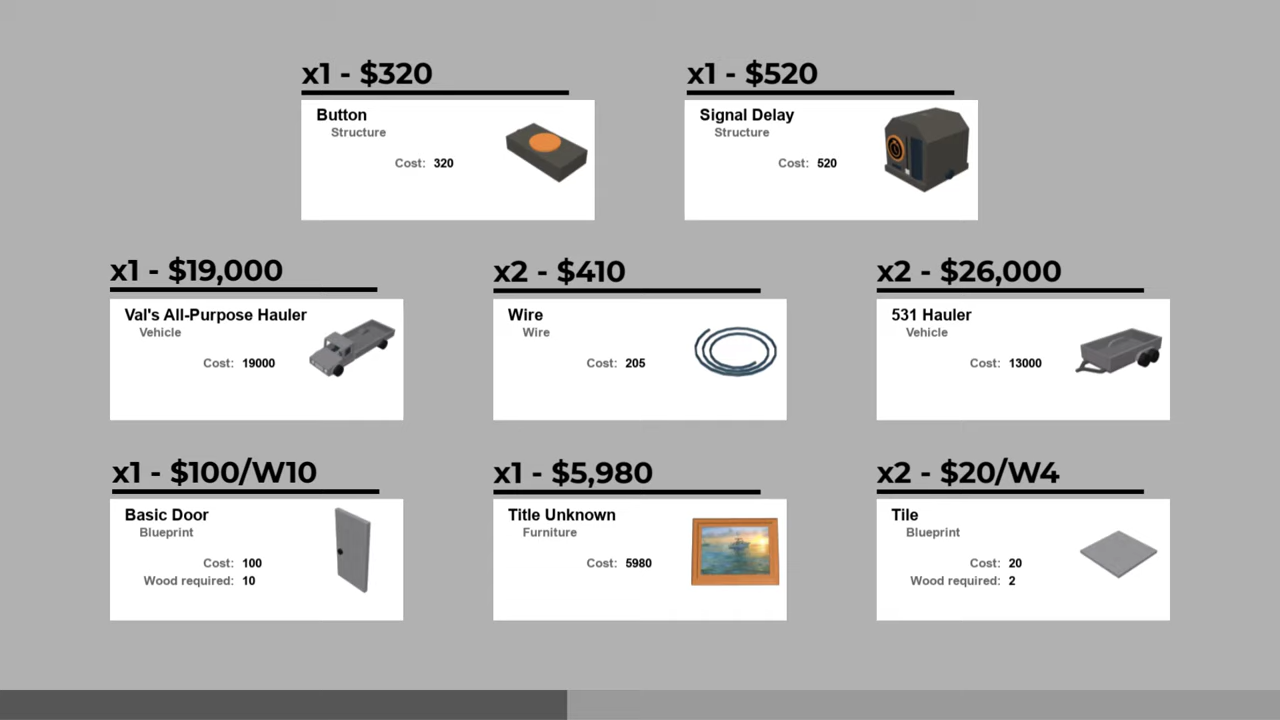 x1 - $320
Button
Structure
Cost: 320
x1 - $520
Signal Delay
Structure
Cost: 520
x1 - $19,000
Val's All-Purpose Hauler
Vehicle
Cost: 19000
x2 - $410
Wire
Wire
Cost: 205
x2 - $26,000
531 Hauler
Vehicle
Cost: 13000
x1 - $100/W10
Basic Door
Blueprint
Cost: 100
Wood required: 10
x1 - $5,980
Title Unknown
Furniture
Cost: 5980
x2 - $20/W4
Tile
Blueprint
Cost: 20
Wood required: 2